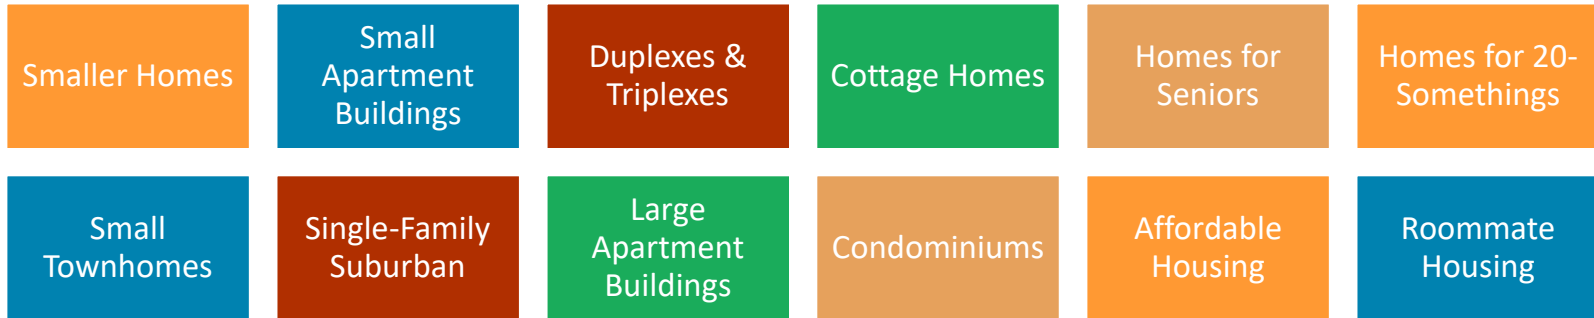 Smaller Homes
Small
Apartment
Buildings
Duplexes &
Triplexes
Cottage Homes
Homes for
Seniors
Homes for 20-
Somethings
Small
Townhomes
Single-Family
Suburban
Large
Apartment
Buildings
Condominiums
Affordable
Housing
Roommate
Housing